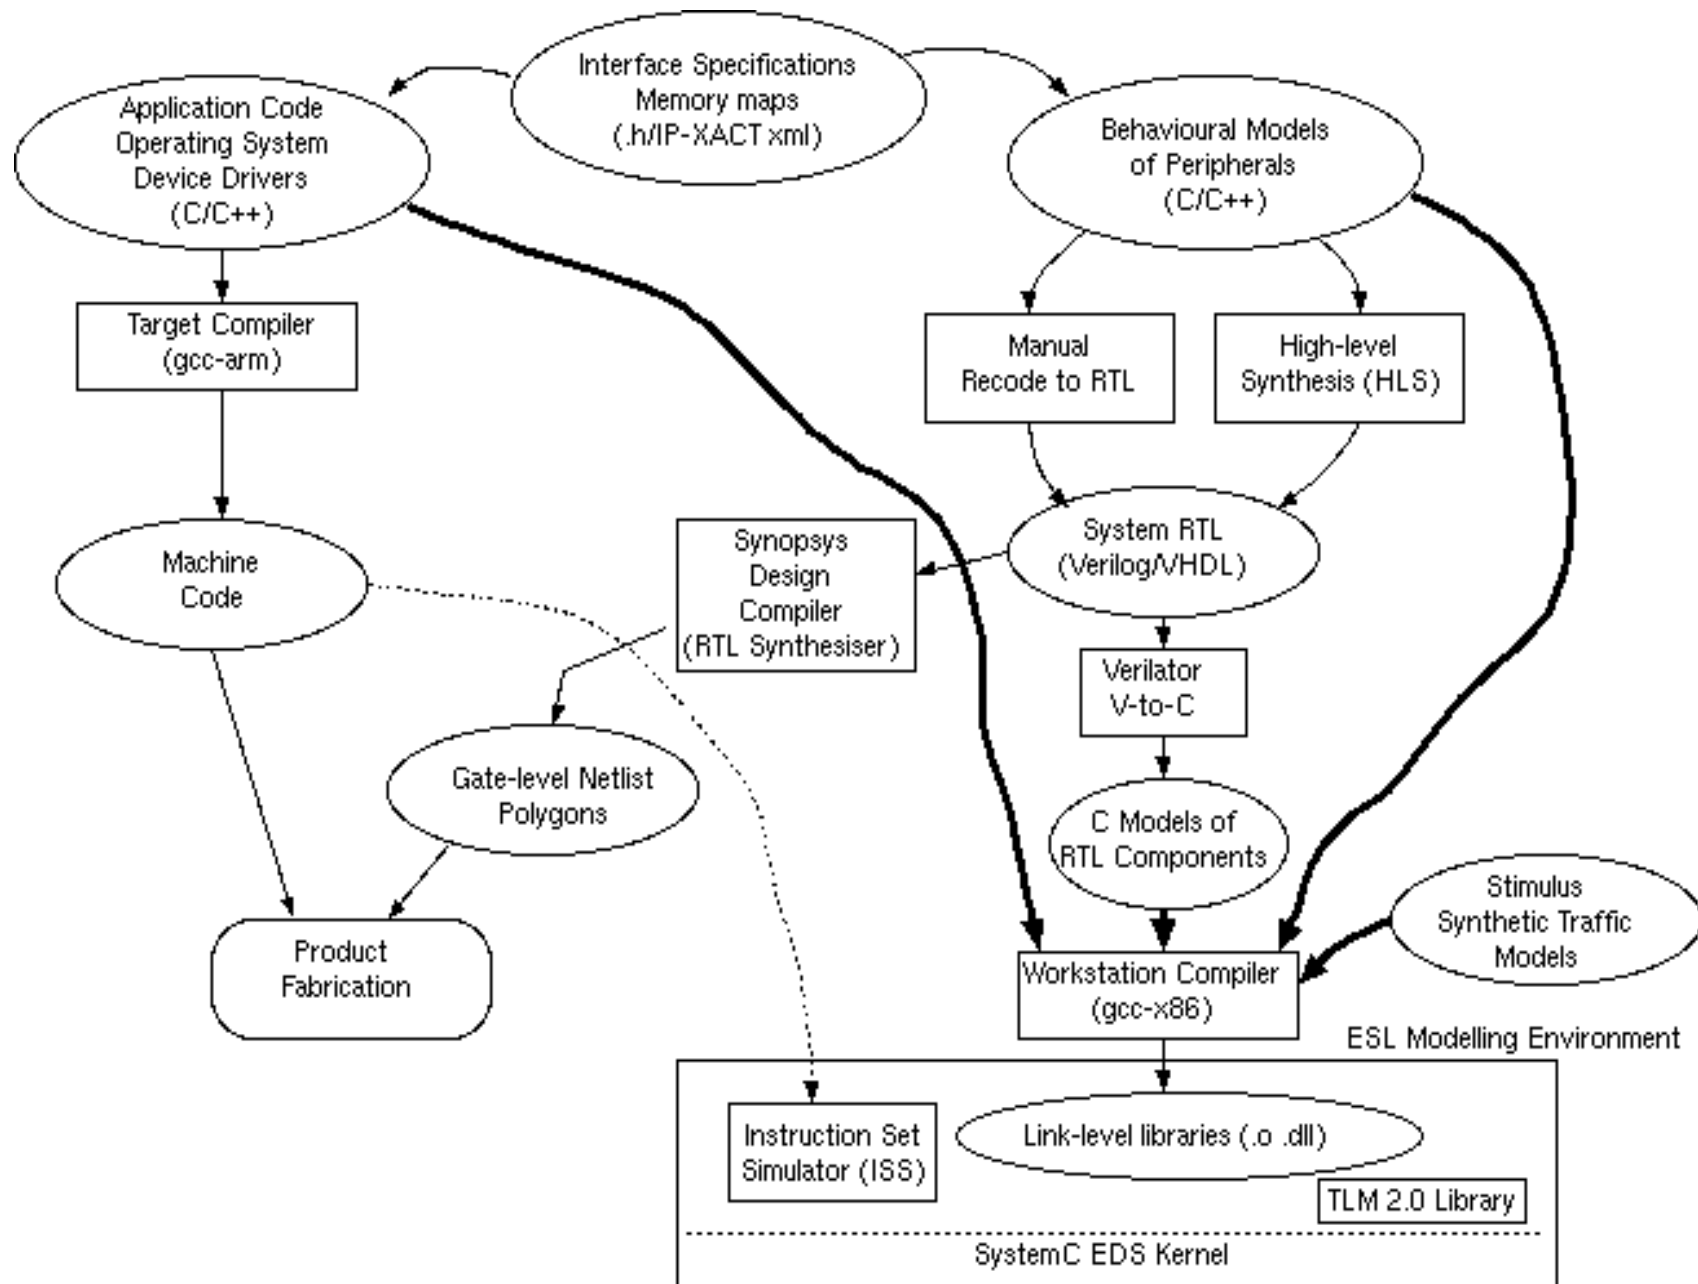 Interface Specifications
Memory maps
(.h/IP-XACT xml)
Application Code
Operating System
Device Drivers
(C/C++)
Behavioural Models
of Peripherals
(C/C++)
Target Compiler
(gcc-arm)
Manual
Recode to RTL
High-level
Synthesis (HLS)
Machine
Code
Synopsys
Design
Compiler
(RTL Synthesiser)
System RTL
(Verilog/VHDL)
Verilator
V-to-C
Gate-level Netlist
Polygons
C Models of
RTL Components
Stimulus
Synthetic Traffic
Models
Product
Fabrication
Workstation Compiler
(gcc-x86)
ESL Modelling Environment
Instruction Set
Simulator (ISS)
Link-level libraries (.o .dll)
TLM 2.0 Library
SystemC EDS Kernel